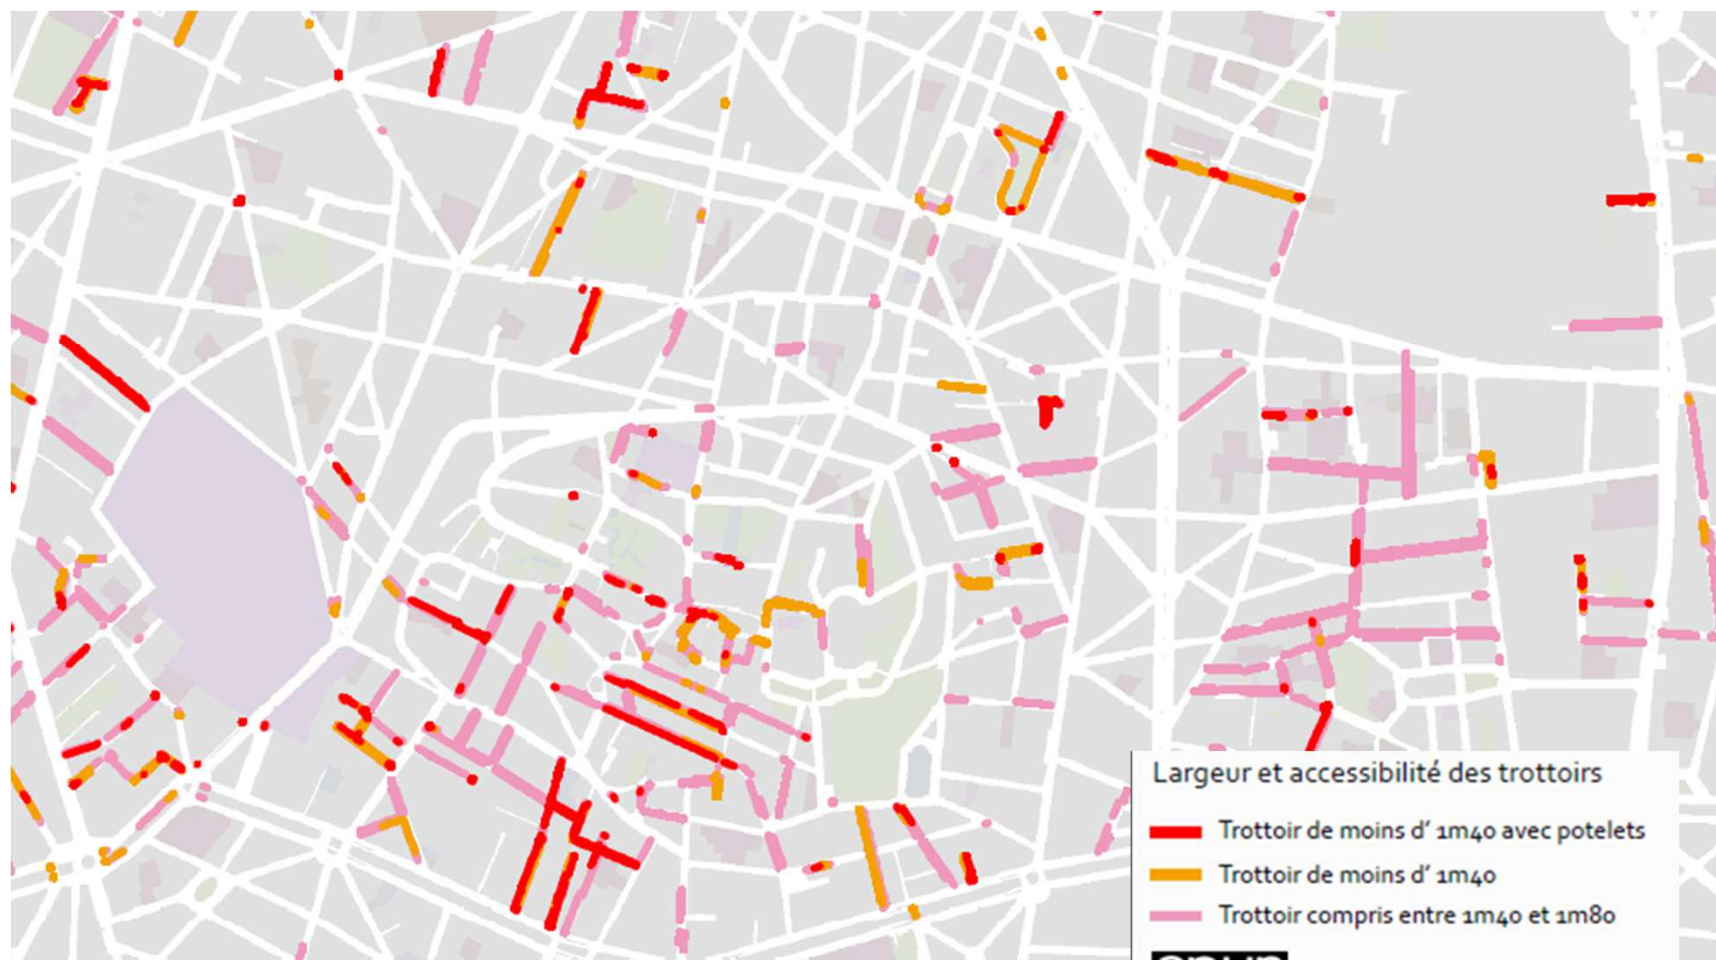 Largeur et accessibilité des trottoirs
Trottoir de moins d’ 1m40 avec potelets
Trottoir de moins d’ 1m40
Trottoir compris entre 1m40 et 1m80